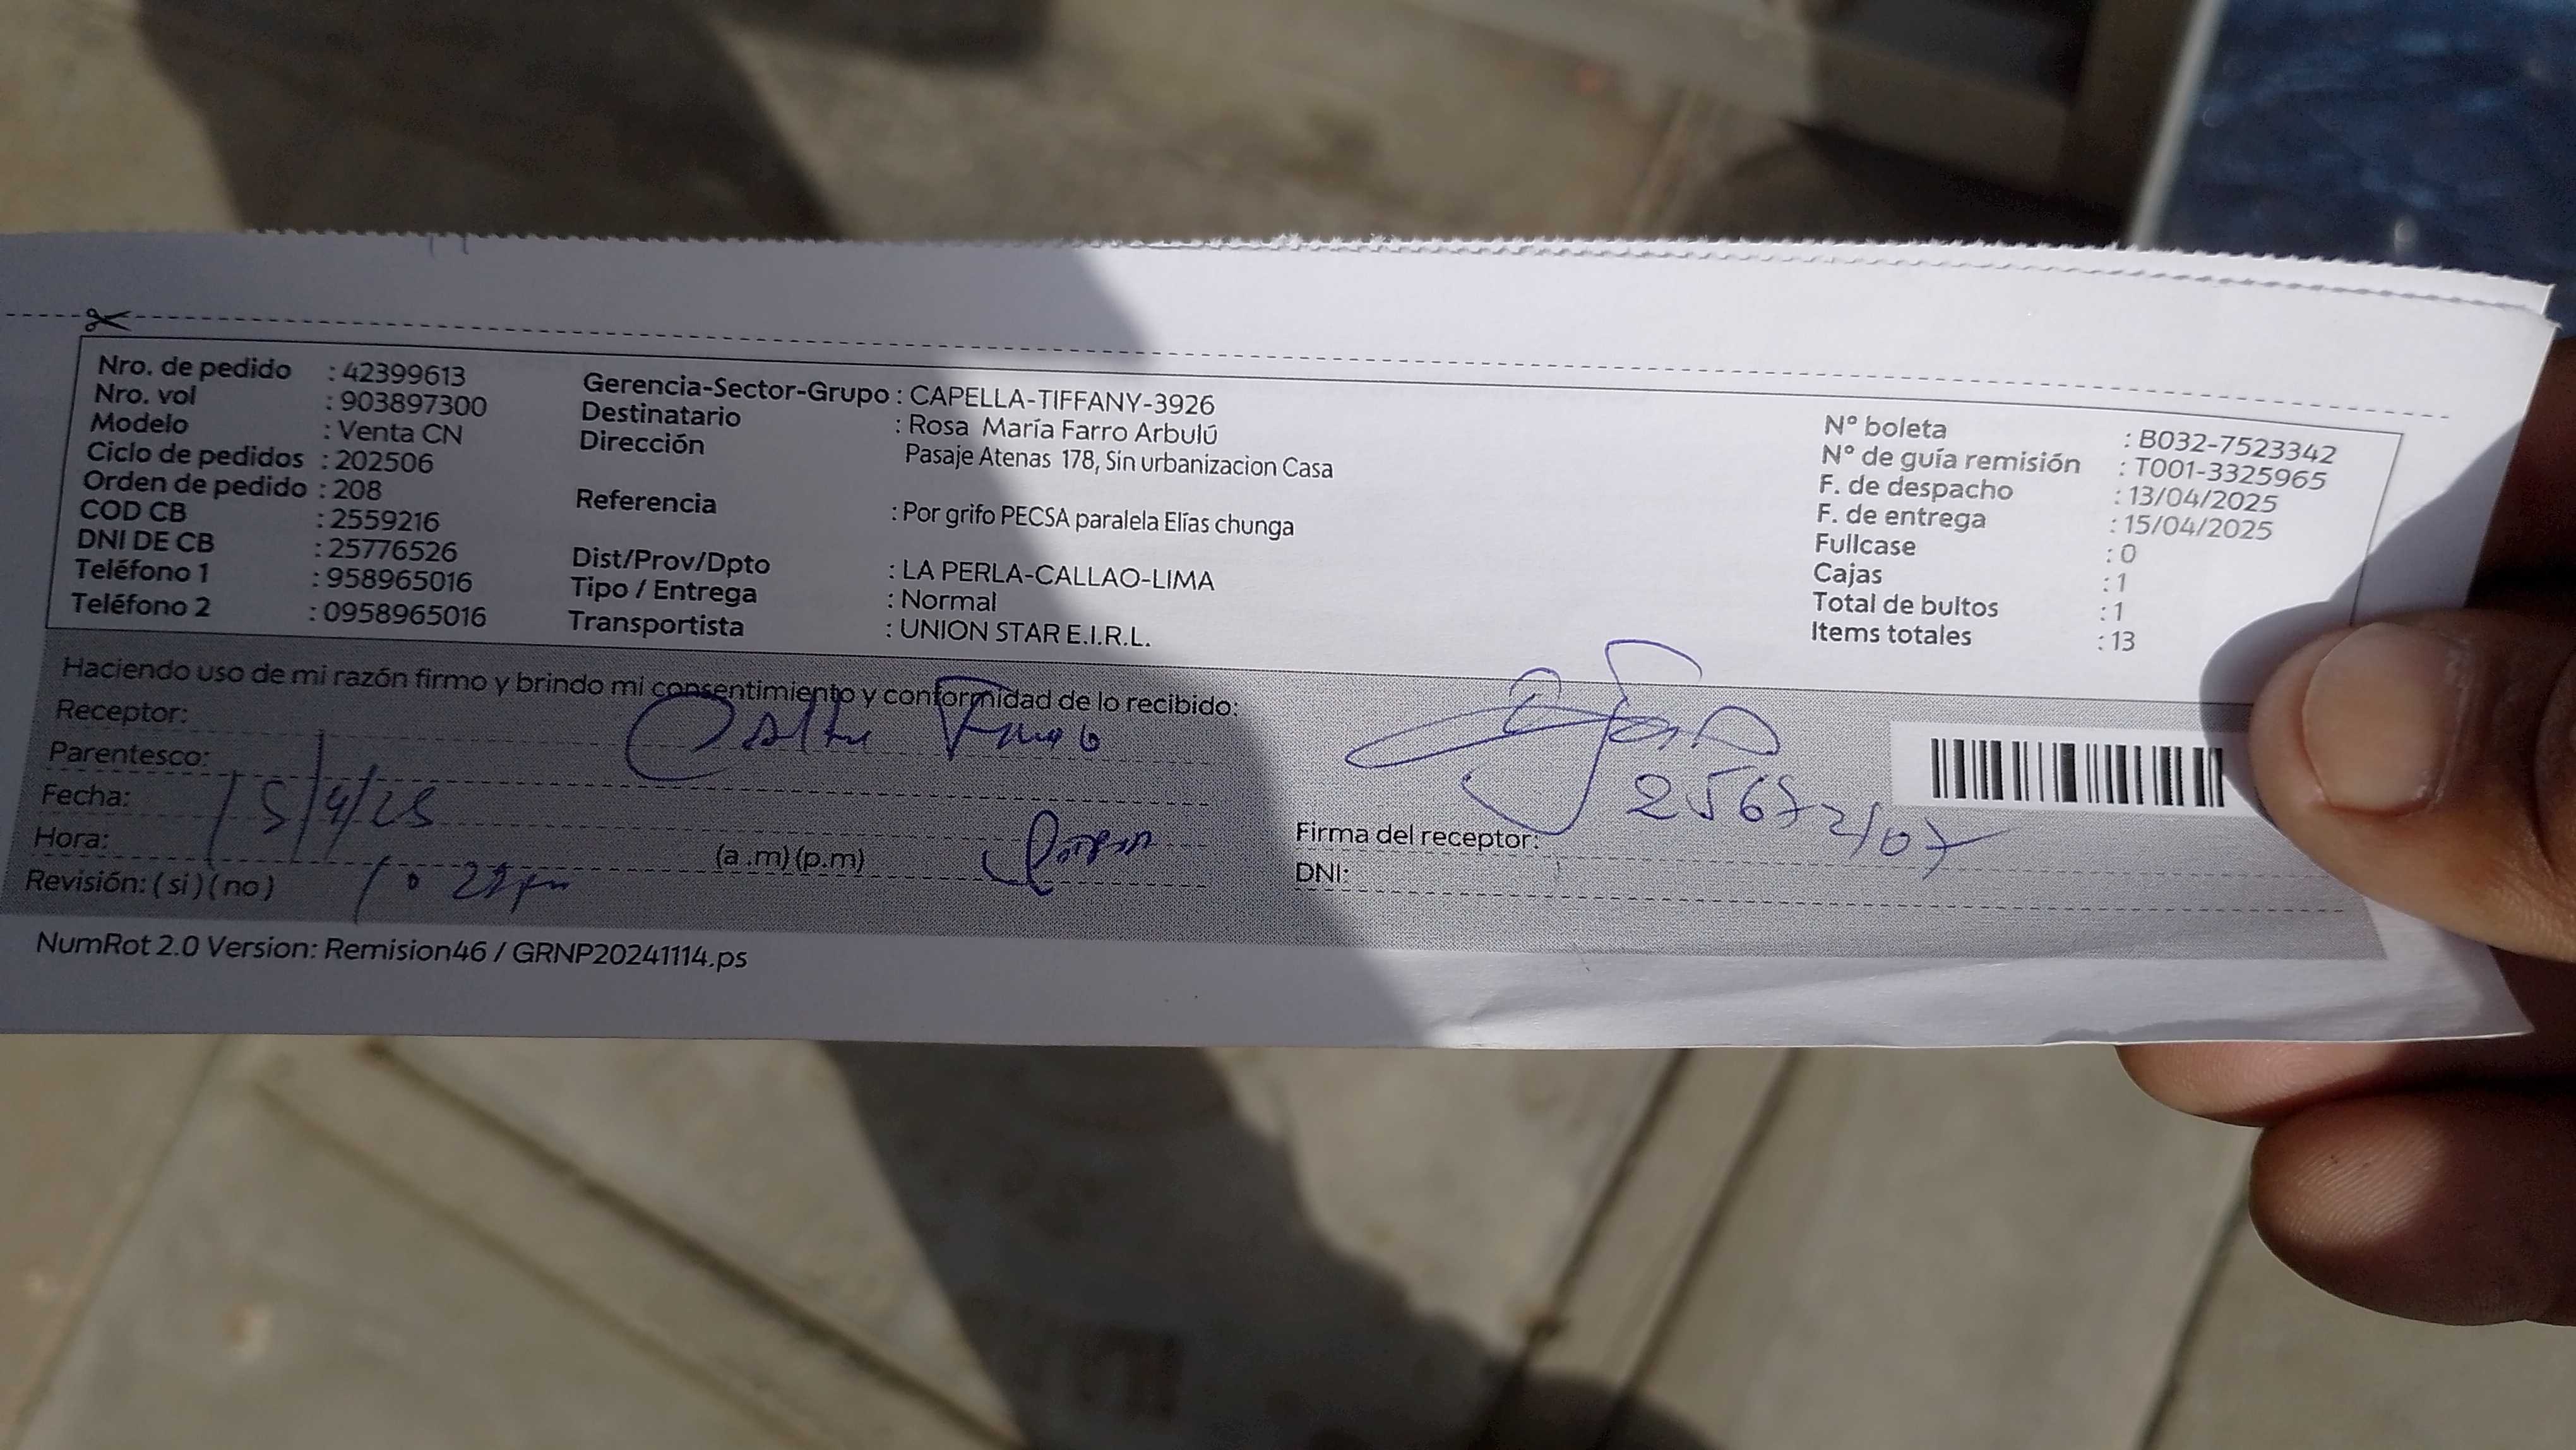 Nro. de pedido : 42399613
Nro. vol : 903897300
Modelo : Venta CN
Ciclo de pedidos : 202506
Orden de pedido : 208
COD CB : 2559216
DNI DE CB : 25776526
Teléfono 1 : 958965016
Teléfono 2 : 0958965016
Gerencia-Sector-Grupo : CAPELLA-TIFFANY-3926
Destinatario : Rosa María Farro Arbulú
Dirección Pasaje Atenas 178, Sin urbanizacion Casa
Referencia : Por grifo PECSA paralela Elías chunga
Dist/Prov/Dpto : LA PERLA-CALLAO-LIMA
Tipo / Entrega : Normal
Transportista : UNION STAR E.I.R.L.
N° boleta : B032-7523342
N° de guía remisión : T001-3325965
F. de despacho : 13/04/2025
F. de entrega : 15/04/2025
Fullcase : 0
Cajas : 1
Total de bultos : 1
Items totales : 13
Haciendo uso de mi razón firmo y brindo mi consentimiento y conformidad de lo recibido:
Receptor:
Parentesco:
Fecha: 15/4/25
Hora: (a .m) (p.m)
Revisión: ( si ) ( no )
Firma del receptor:
DNI:
NumRot 2.0 Version: Remision46 / GRNP20241114.ps